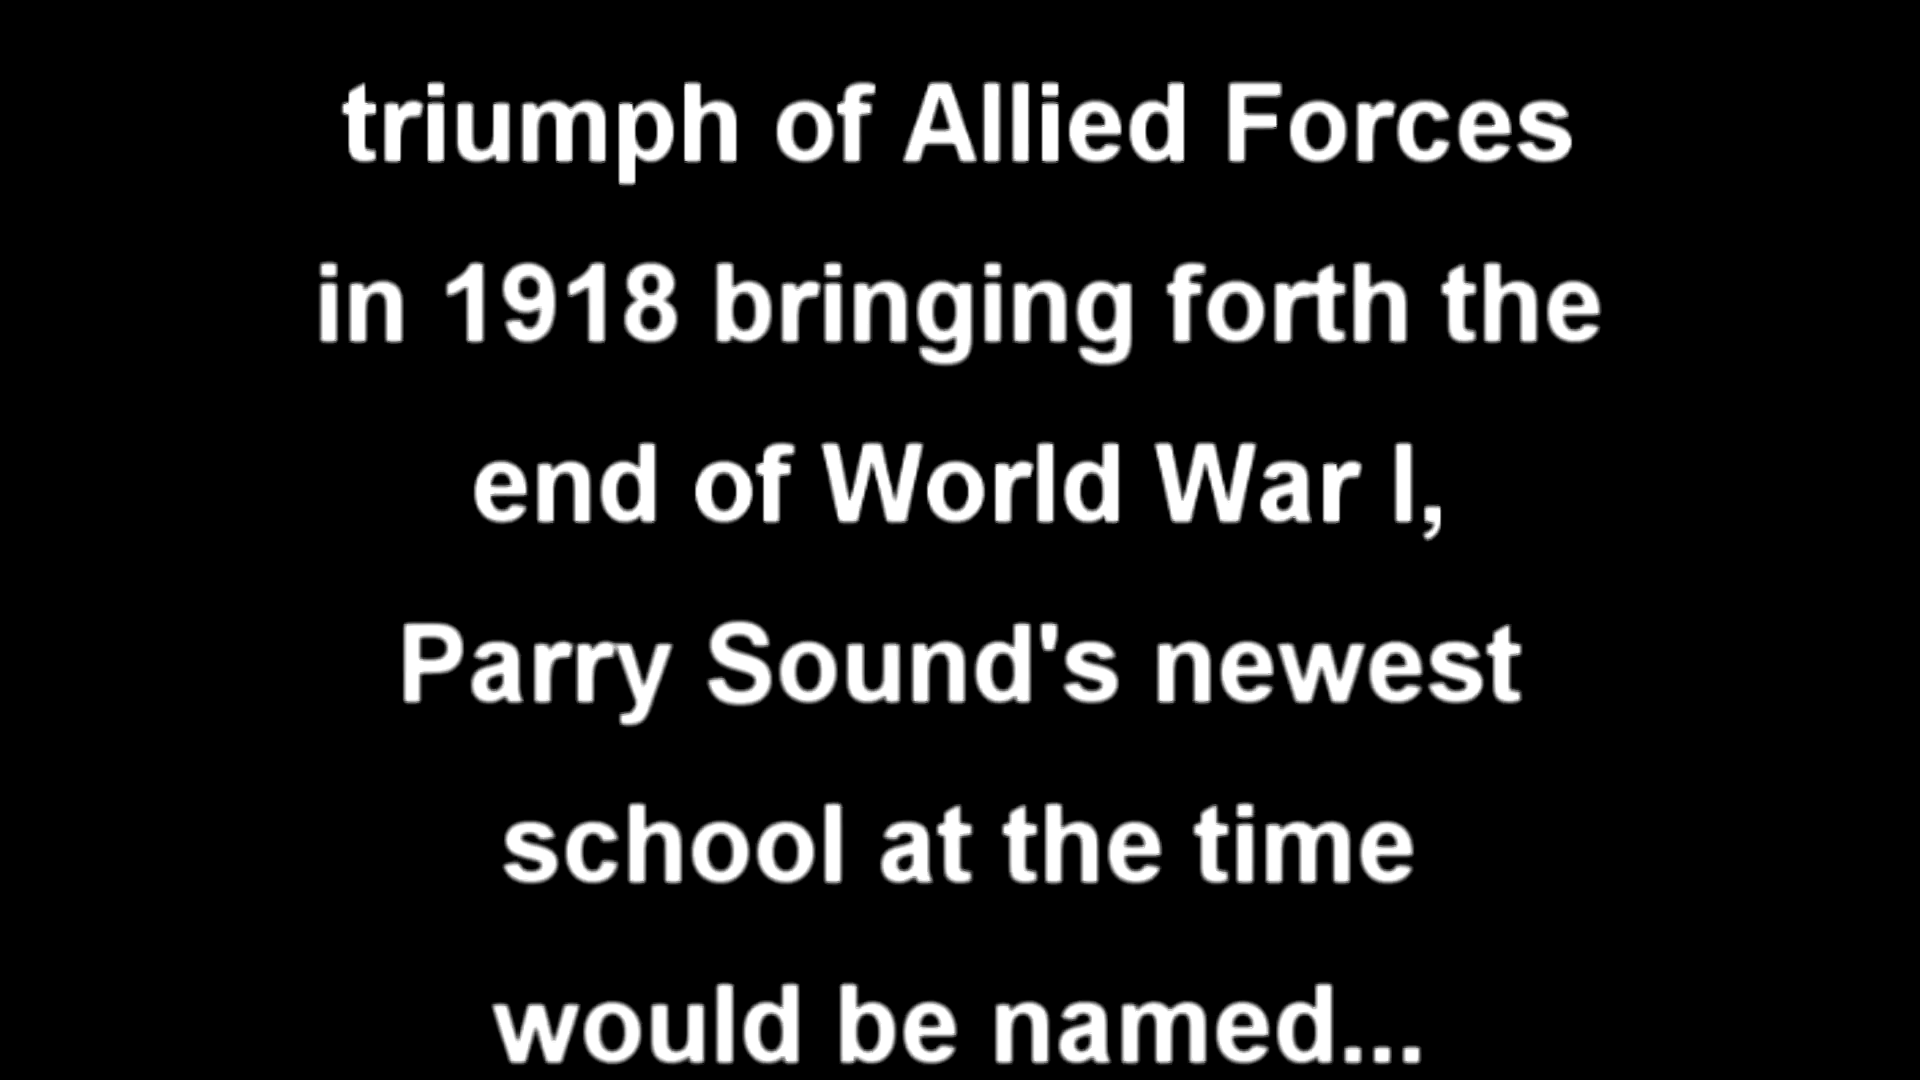 triumph of Allied Forces
in 1918 bringing forth the
end of World War I,
Parry Sound's newest
school at the time
would be named...